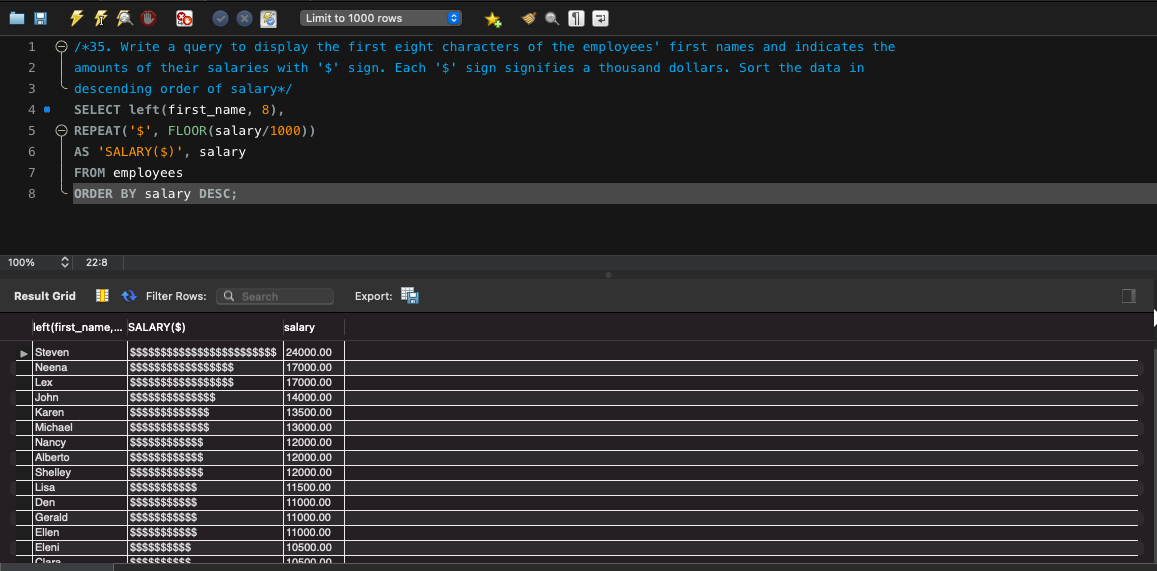 Limit to 1000 rows
1 /*35. Write a query to display the first eight characters of the employees' first names and indicates the
2 amounts of their salaries with '$' sign. Each '$' sign signifies a thousand dollars. Sort the data in
3 descending order of salary*/
4 SELECT left(first_name, 8),
5 REPEAT('$', FLOOR(salary/1000))
6 AS 'SALARY($)', salary
7 FROM employees
8 ORDER BY salary DESC;
100% 22:8
Result Grid Filter Rows: Search Export:
left(first_name,... SALARY($) salary
Steven $$$$$$$$$$$$$$$$$$$$$$$$ 24000.00
Neena $$$$$$$$$$$$$$$$$ 17000.00
Lex $$$$$$$$$$$$$$$$$ 17000.00
John $$$$$$$$$$$$$$ 14000.00
Karen $$$$$$$$$$$$$ 13500.00
Michael $$$$$$$$$$$$$ 13000.00
Nancy $$$$$$$$$$$$ 12000.00
Alberto $$$$$$$$$$$$ 12000.00
Shelley $$$$$$$$$$$$ 12000.00
Lisa $$$$$$$$$$$ 11500.00
Den $$$$$$$$$$$ 11000.00
Gerald $$$$$$$$$$$ 11000.00
Ellen $$$$$$$$$$$ 11000.00
Eleni $$$$$$$$$$ 10500.00
Clara $$$$$$$$$$ 10500.00